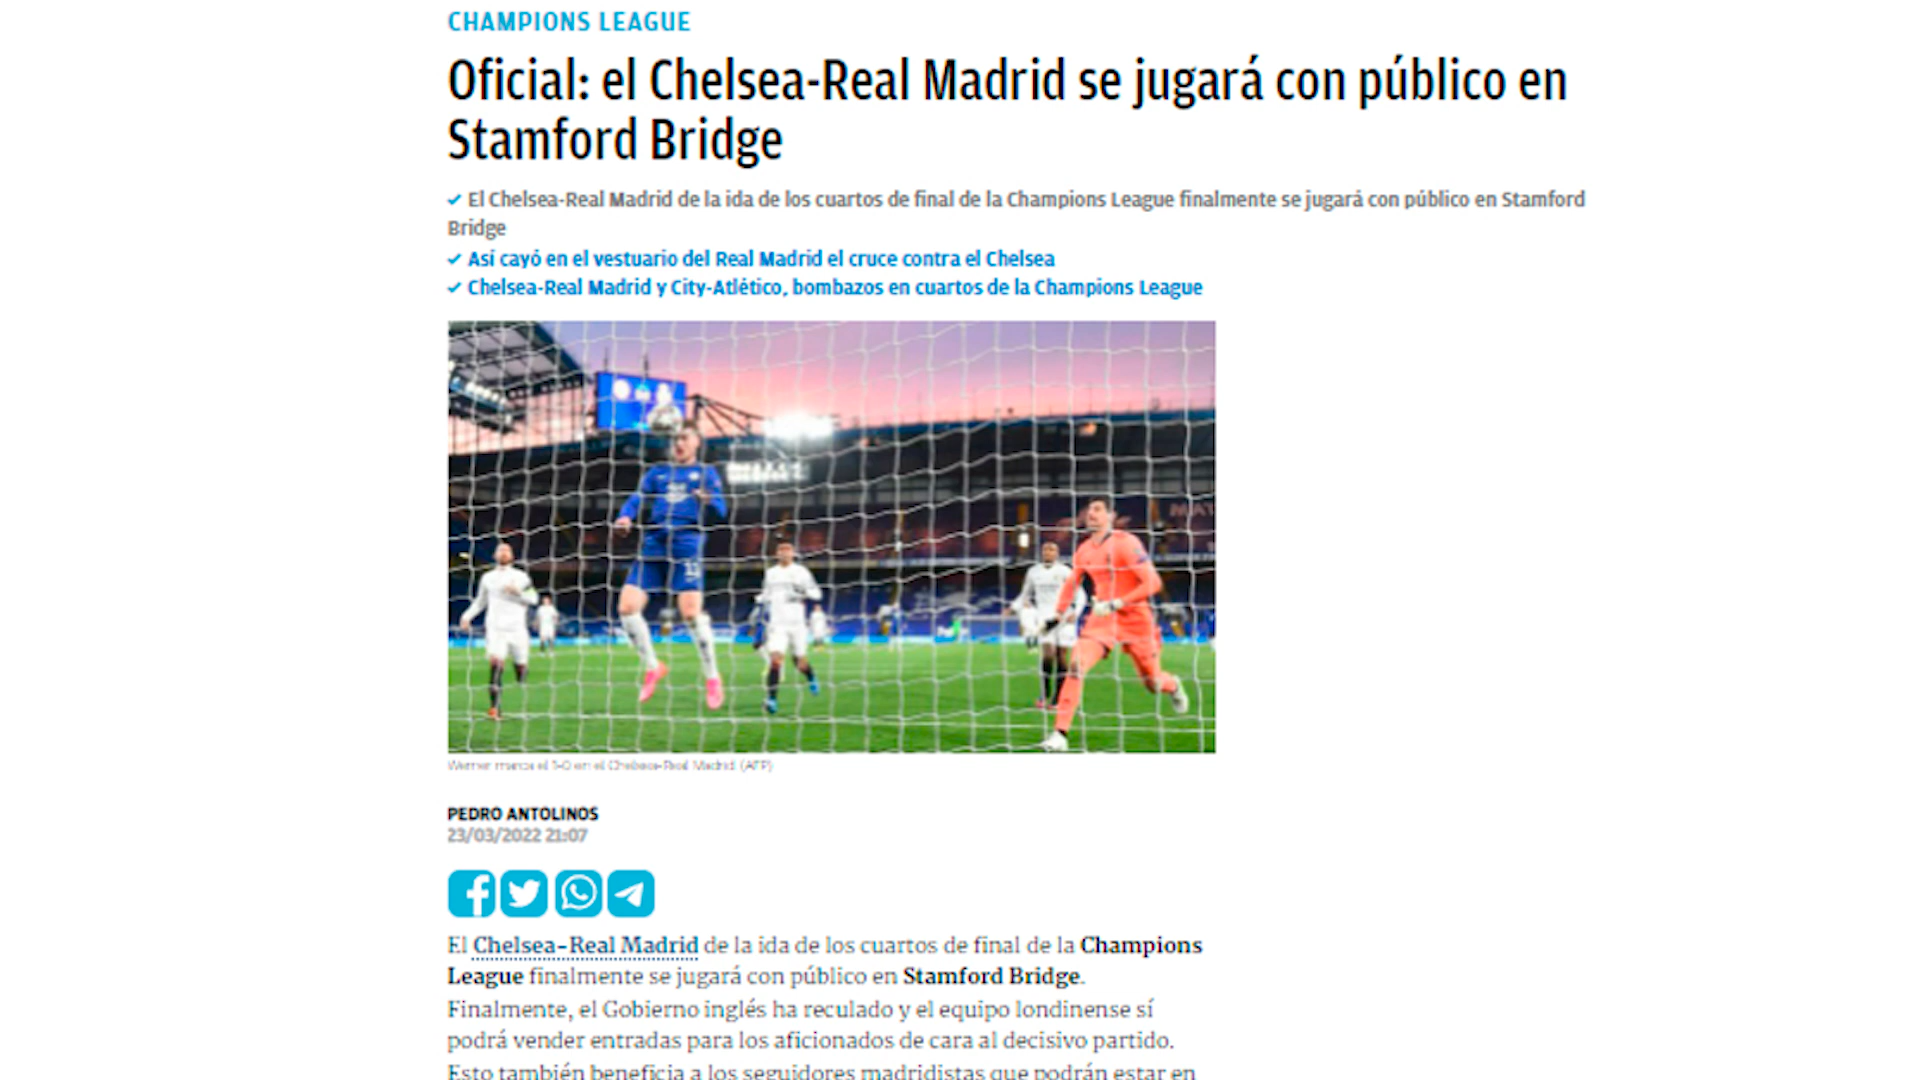 CHAMPIONS LEAGUE
Oficial: el Chelsea-Real Madrid se jugará con público en
Stamford Bridge
✓ El Chelsea-Real Madrid de la ida de los cuartos de final de la Champions League finalmente se jugará con público en Stamford
Bridge
✓ Así cayó en el vestuario del Real Madrid el cruce contra el Chelsea
✓ Chelsea-Real Madrid y City-Atlético, bombazos en cuartos de la Champions League
Werner marca el 1-0 en el Chelsea-Real Madrid. (AFP)
PEDRO ANTOLINOS
23/03/2022 21:07
El Chelsea-Real Madrid de la ida de los cuartos de final de la Champions
League finalmente se jugará con público en Stamford Bridge.
Finalmente, el Gobierno inglés ha reculado y el equipo londinense sí
podrá vender entradas para los aficionados de cara al decisivo partido.
Esto también beneficia a los seguidores madridistas que podrán estar en